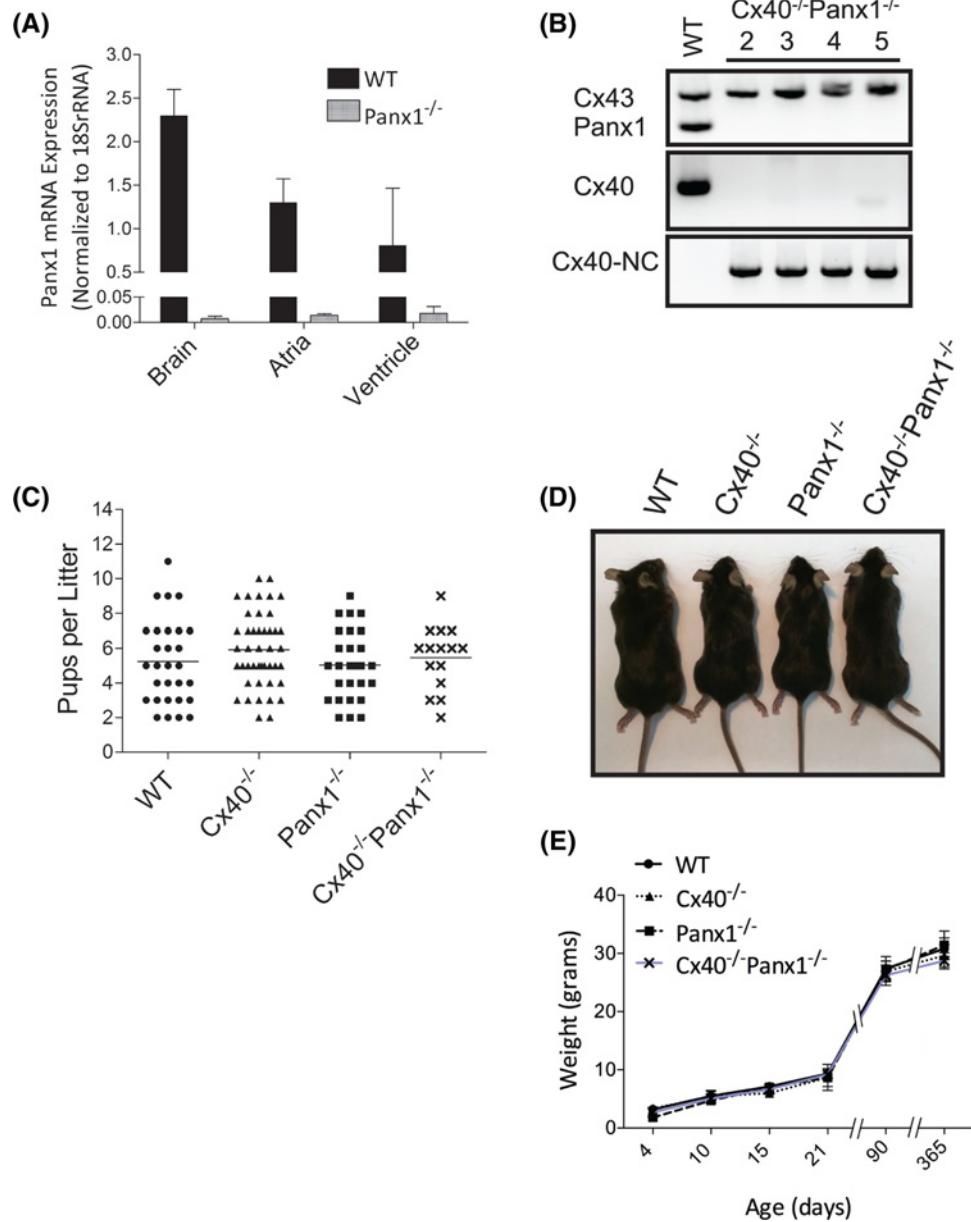 (A)
Panx1 mRNA Expression
(Normalized to 18SrRNA)
3.0
2.5
2.0
1.5
1.0
0.5
0.05
0.00
WT
Panx1-/-
Brain
Atria
Ventricle
(B)
WT
Cx40-/-Panx1-/-
2 3 4 5
Cx43
Panx1
Cx40
Cx40-NC
(C)
Pups per Litter
14
12
10
8
6
4
2
0
WT
Cx40-/-
Panx1-/-
Cx40-/-Panx1-/-
(D)
WT
Cx40-/-
Panx1-/-
Cx40-/-Panx1-/-
(E)
WT
Cx40-/-
Panx1-/-
Cx40-/-Panx1-/-
Weight (grams)
40
30
20
10
0
4
10
15
21
90
365
Age (days)